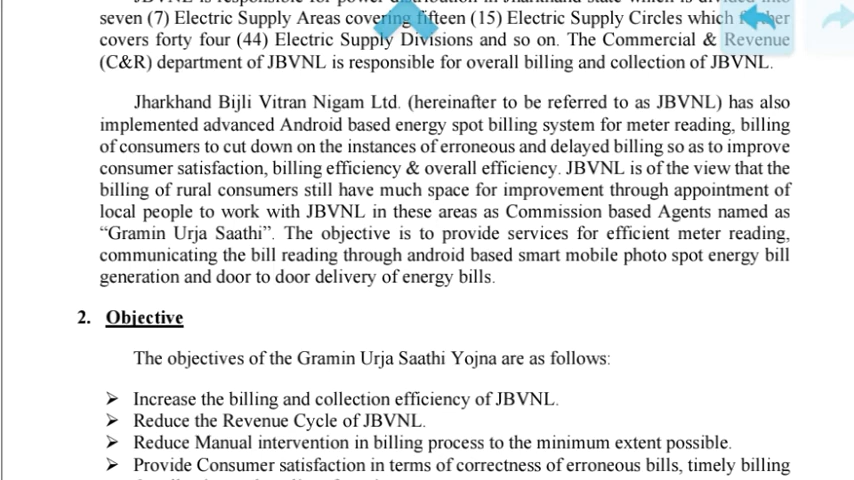 seven (7) Electric Supply Areas covering fifteen (15) Electric Supply Circles which
covers forty four (44) Electric Supply Divisions and so on. The Commercial & Revenue
(C&R) department of JBVNL is responsible for overall billing and collection of JBVNL.
Jharkhand Bijli Vitran Nigam Ltd. (hereinafter to be referred to as JBVNL) has also
implemented advanced Android based energy spot billing system for meter reading, billing
of consumers to cut down on the instances of erroneous and delayed billing so as to improve
consumer satisfaction, billing efficiency & overall efficiency. JBVNL is of the view that the
billing of rural consumers still have much space for improvement through appointment of
local people to work with JBVNL in these areas as Commission based Agents named as
“Gramin Urja Saathi”. The objective is to provide services for efficient meter reading,
communicating the bill reading through android based smart mobile photo spot energy bill
generation and door to door delivery of energy bills.
2. Objective
The objectives of the Gramin Urja Saathi Yojna are as follows:
➢ Increase the billing and collection efficiency of JBVNL.
➢ Reduce the Revenue Cycle of JBVNL.
➢ Reduce Manual intervention in billing process to the minimum extent possible.
➢ Provide Consumer satisfaction in terms of correctness of erroneous bills, timely billing